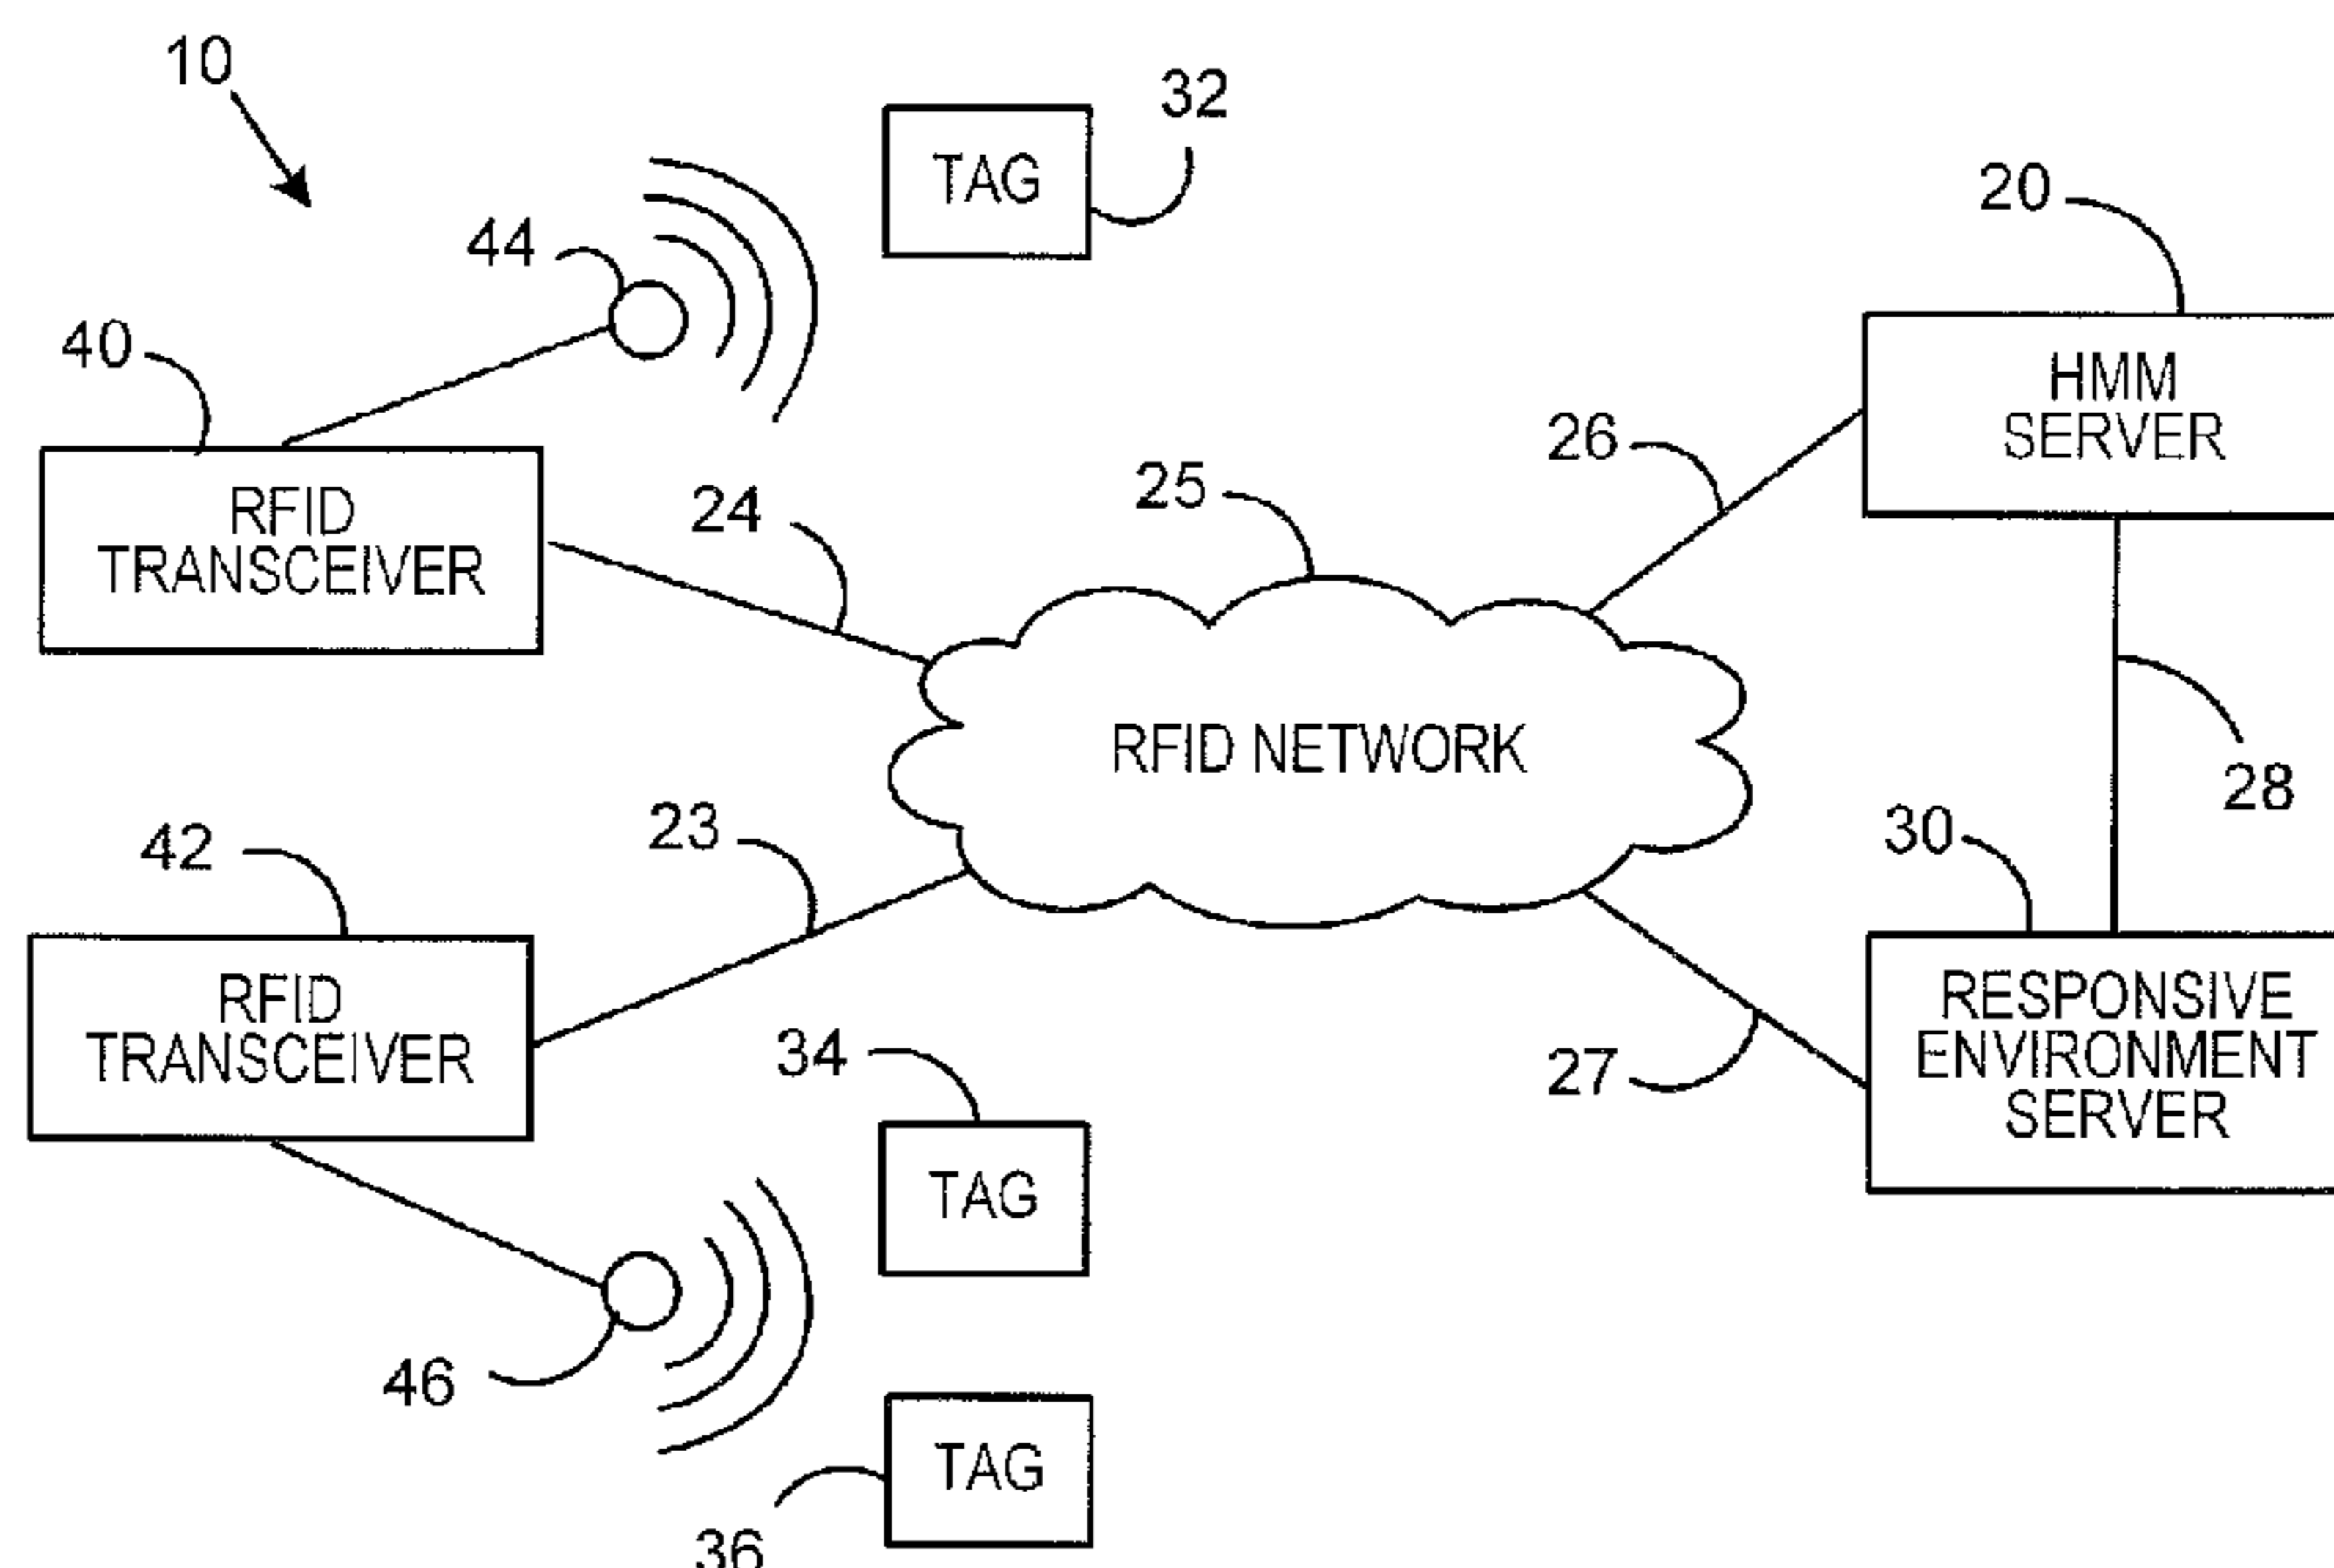 10
32
TAG
20
44
40
HMM
SERVER
26
25
24
RFID
TRANSCEIVER
RFID NETWORK
28
23
30
42
RFID
TRANSCEIVER
RESPONSIVE
ENVIRONMENT
SERVER
34
27
TAG
46
TAG
36